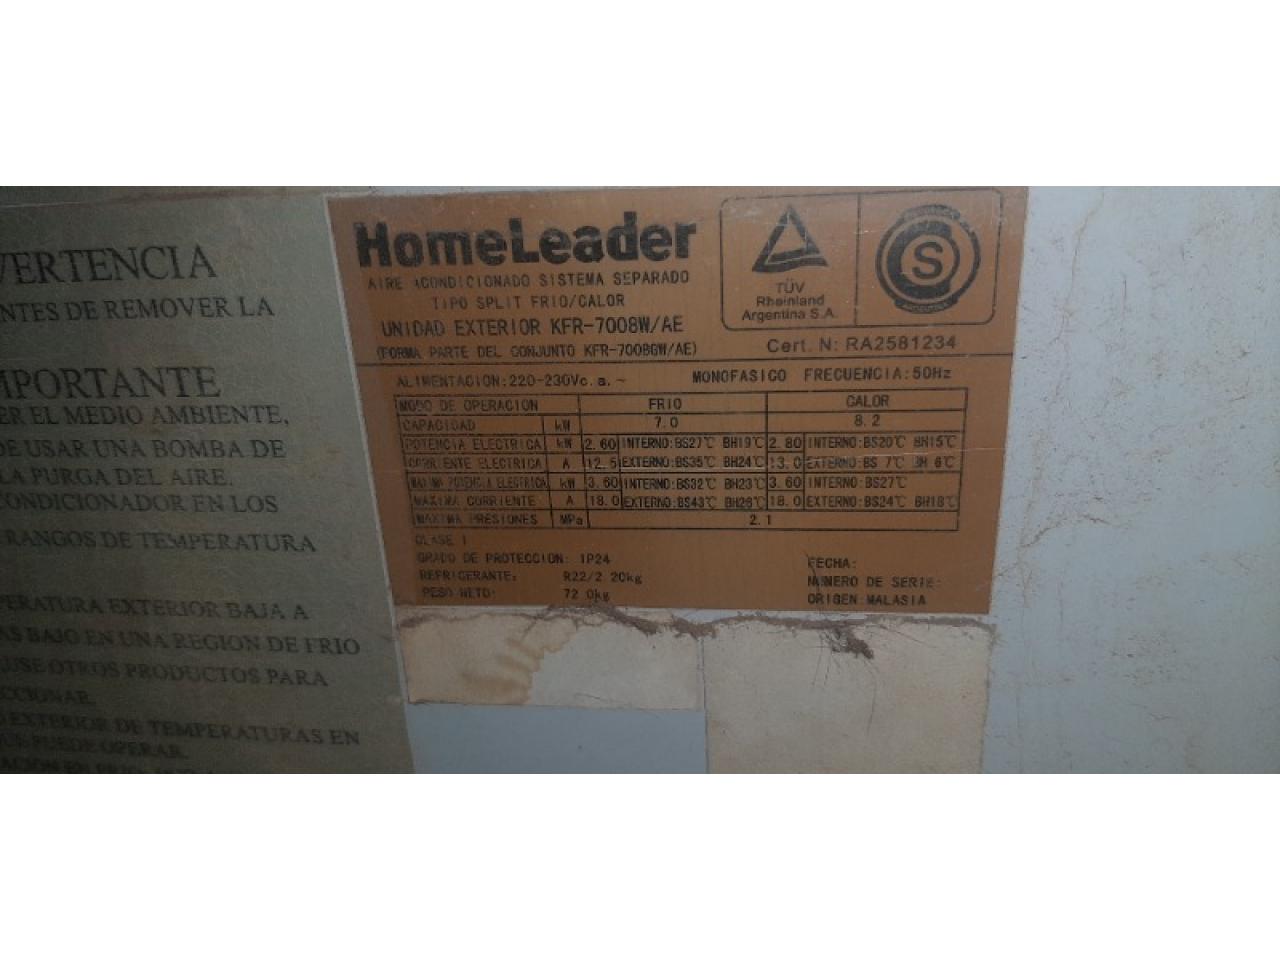 VERTENCIA
NTES DE REMOVER LA
MPORTANTE
ER EL MEDIO AMBIENTE,
DE USAR UNA BOMBA DE
LA PURGA DEL AIRE.
CONDICIONADOR EN LOS
RANGOS DE TEMPERATURA
PERATURA EXTERIOR BAJA A
AS BAJO EN UNA REGION DE FRIO
USE OTROS PRODUCTOS PARA
CCIONAR.
EXTERIOR DE TEMPERATURAS EN
QUE PUEDE OPERAR.
HomeLeader
AIRE ACONDICIONADO SISTEMA SEPARADO
TIPO SPLIT FRIO/CALOR
UNIDAD EXTERIOR KFR-7008W/AE
(FORMA PARTE DEL CONJUNTO KFR-7008GW/AE)
TÜV
Rheinland
Argentina S.A.
S
Cert. N: RA2581234
ALIMENTACION:220-230Vc.a.~ MONOFASICO FRECUENCIA:50Hz
MODO DE OPERACION FRIO CALOR
CAPACIDAD kW 7.0 8.2
POTENCIA ELECTRICA kW 2.60 INTERNO:BS27℃ BH19℃ 2.80 INTERNO:BS20℃ BH15℃
CORRIENTE ELECTRICA A 12.5 EXTERNO:BS35℃ BH24℃ 13.0 EXTERNO:BS 7℃ BH 6℃
MAXIMA POTENCIA ELECTRICA kW 3.60 INTERNO:BS32℃ BH23℃ 3.60 INTERNO:BS27℃
MAXIMA CORRIENTE A 18.0 EXTERNO:BS43℃ BH26℃ 18.0 EXTERNO:BS24℃ BH18℃
MAXIMA PRESIONES MPa 2.1
CLASE I
GRADO DE PROTECCION: IP24
REFRIGERANTE: R22/2.20kg
PESO NETO: 72.0kg
FECHA:
NUMERO DE SERIE:
ORIGEN:MALASIA